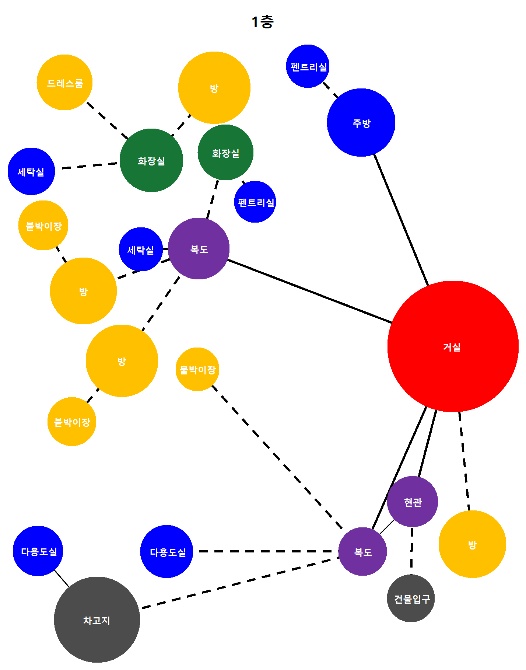 1층
펜트리실
드레스룸
방
주방
화장실
화장실
세탁실
펜트리실
붙박이장
세탁실
복도
방
거실
방
붙박이장
붙박이장
현관
다용도실
다용도실
복도
방
건물입구
차고지